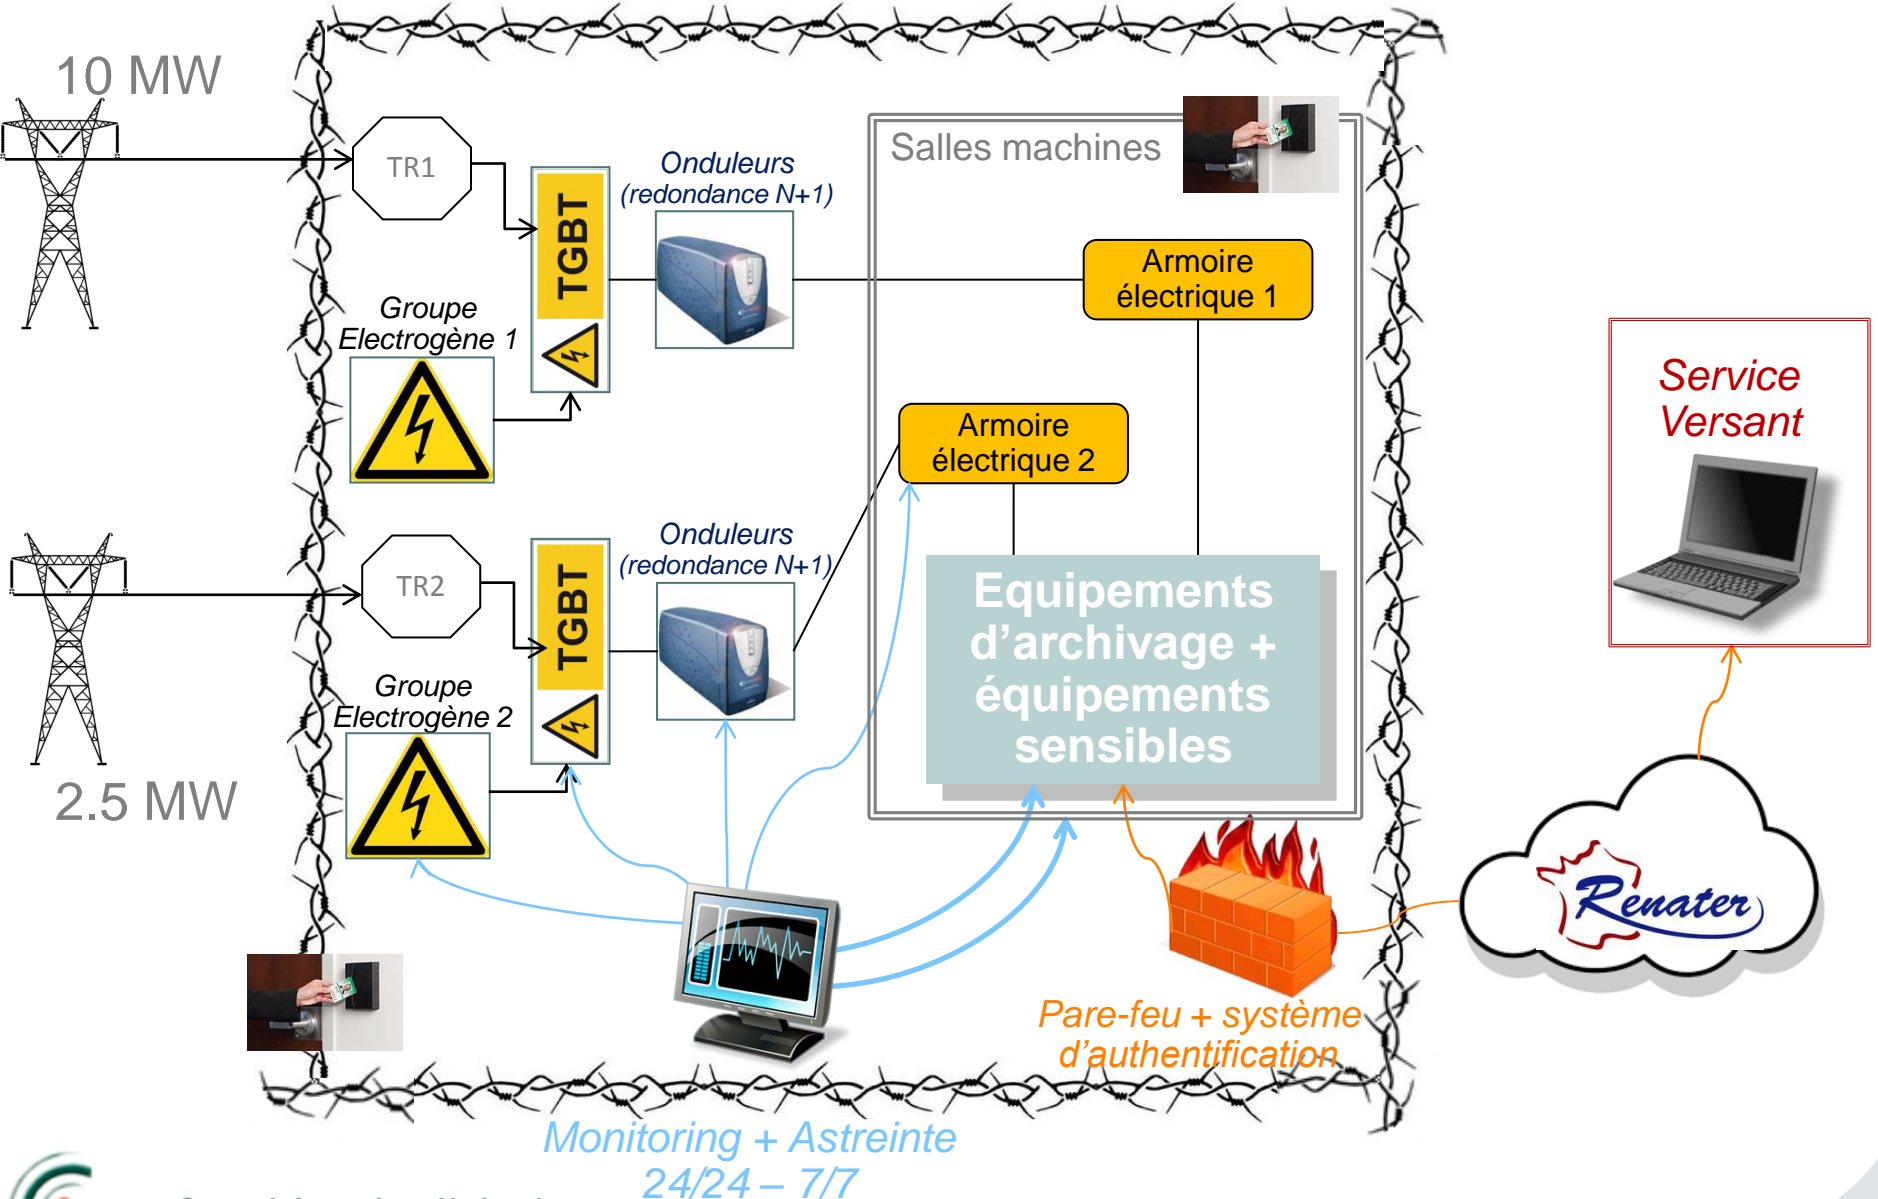 10 MW
TR1
TGBT
Onduleurs
(redondance N+1)
Salles machines
Armoire
électrique 1
Groupe
Electrogène 1
Armoire
électrique 2
Service
Versant
2.5 MW
TR2
TGBT
Onduleurs
(redondance N+1)
Groupe
Electrogène 2
Equipements
d’archivage +
équipements
sensibles
Renater
Pare-feu + système
d’authentification
Monitoring + Astreinte
24/24 – 7/7